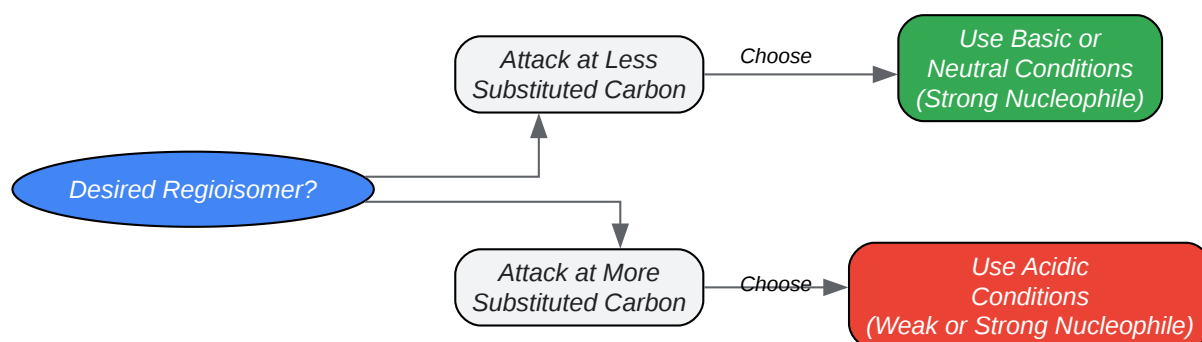 Attack at Less
Substituted Carbon
Choose
Use Basic or
Neutral Conditions
(Strong Nucleophile)
Desired Regioisomer?
Attack at More
Substituted Carbon
Choose
Use Acidic
Conditions
(Weak or Strong Nucleophile)